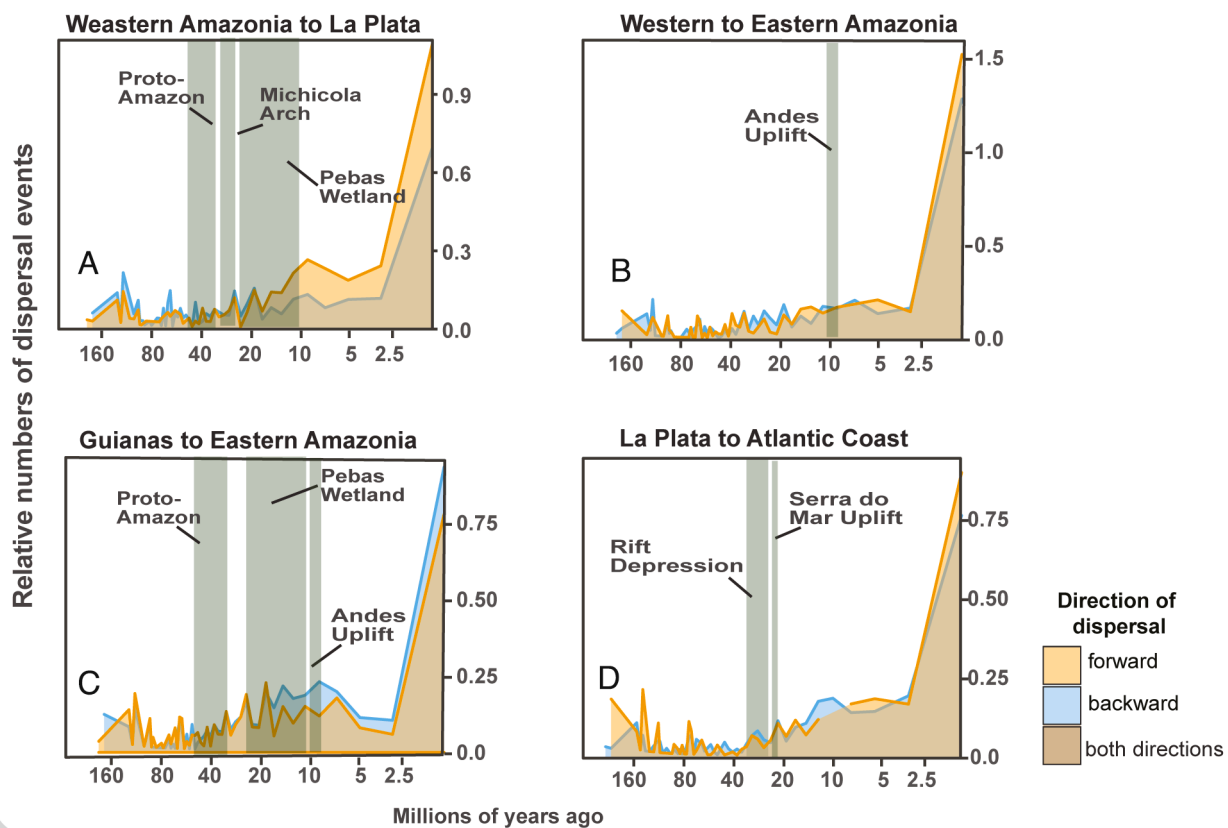 Weastern Amazonia to La Plata
Western to Eastern Amazonia
Relative numbers of dispersal events
Proto-
Amazon
Michicola
Arch
Pebas
Wetland
A
0.9
0.6
0.3
0.0
160 80 40 20 10 5 2.5
Andes
Uplift
B
1.5
1.0
0.5
0.0
160 80 40 20 10 5 2.5
Guianas to Eastern Amazonia
La Plata to Atlantic Coast
Proto-
Amazon
Pebas
Wetland
Andes
Uplift
C
0.75
0.50
0.25
0.0
160 80 40 20 10 5 2.5
Serra do
Mar Uplift
Rift
Depression
D
0.75
0.50
0.25
0.0
160 80 40 20 10 5 2.5
Millions of years ago
Direction of
dispersal
forward
backward
both directions